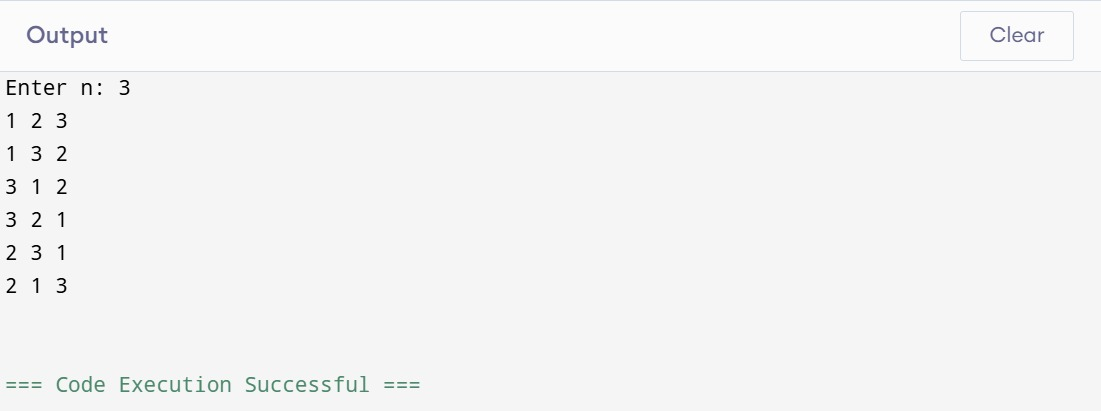 Output
Clear
Enter n: 3
1 2 3
1 3 2
3 1 2
3 2 1
2 3 1
2 1 3
=== Code Execution Successful ===